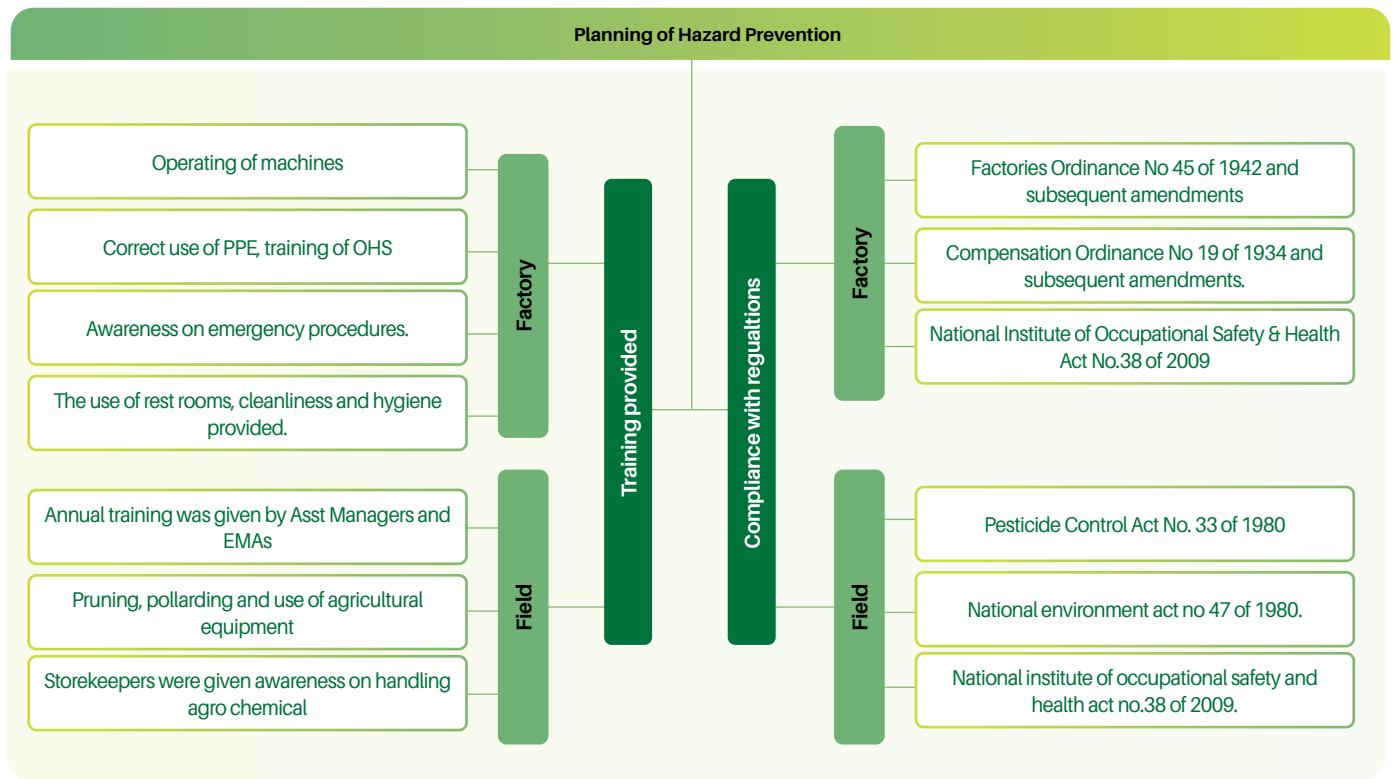 Planning of Hazard Prevention
Training provided
Factory
Operating of machines
Correct use of PPE, training of OHS
Awareness on emergency procedures.
The use of rest rooms, cleanliness and hygiene
provided.
Field
Annual training was given by Asst Managers and
EMAs
Pruning, pollarding and use of agricultural
equipment
Storekeepers were given awareness on handling
agro chemical
Compliance with regualtions
Factory
Factories Ordinance No 45 of 1942 and
subsequent amendments
Compensation Ordinance No 19 of 1934 and
subsequent amendments.
National Institute of Occupational Safety & Health
Act No.38 of 2009
Field
Pesticide Control Act No. 33 of 1980
National environment act no 47 of 1980.
National institute of occupational safety and
health act no.38 of 2009.